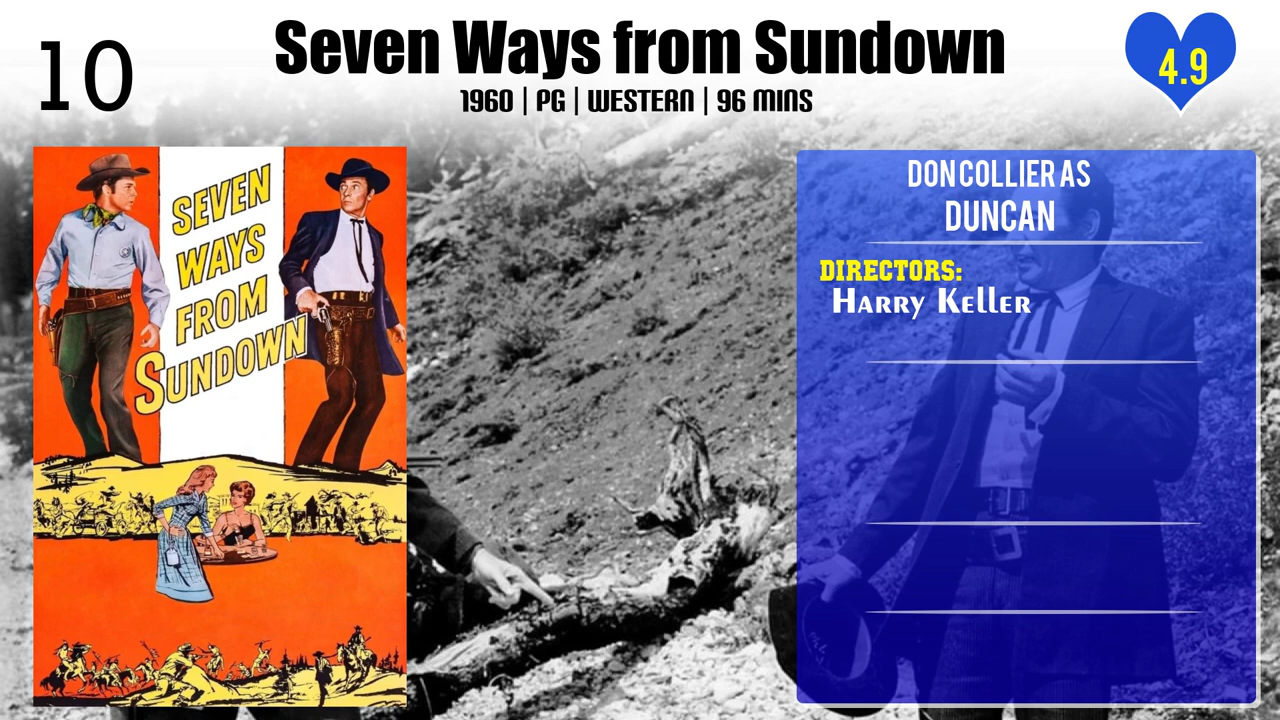 10
Seven Ways from Sundown
1960 | PG | WESTERN | 96 MINS
4.9
SEVEN
WAYS
FROM
SUNDOWN
DON COLLIER AS
DUNCAN
DIRECTORS:
HARRY KELLER